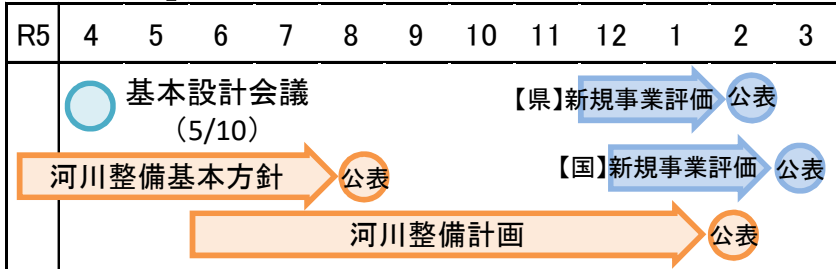 R5 4 5 6 7 8 9 10 11 12 1 2 3
基本設計会議
（5/10）
【県】新規事業評価 公表
河川整備基本方針 公表
【国】新規事業評価 公表
河川整備計画 公表